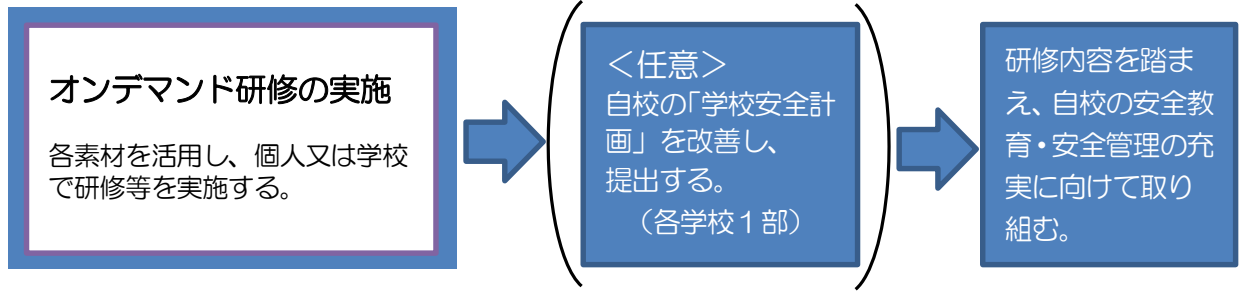 オンデマンド研修の実施
各素材を活用し、個人又は学校
で研修等を実施する。
＜任意＞
自校の「学校安全計
画」を改善し、
提出する。
（各学校１部）
研修内容を踏ま
え、自校の安全教
育・安全管理の充
実に向けて取り
組む。